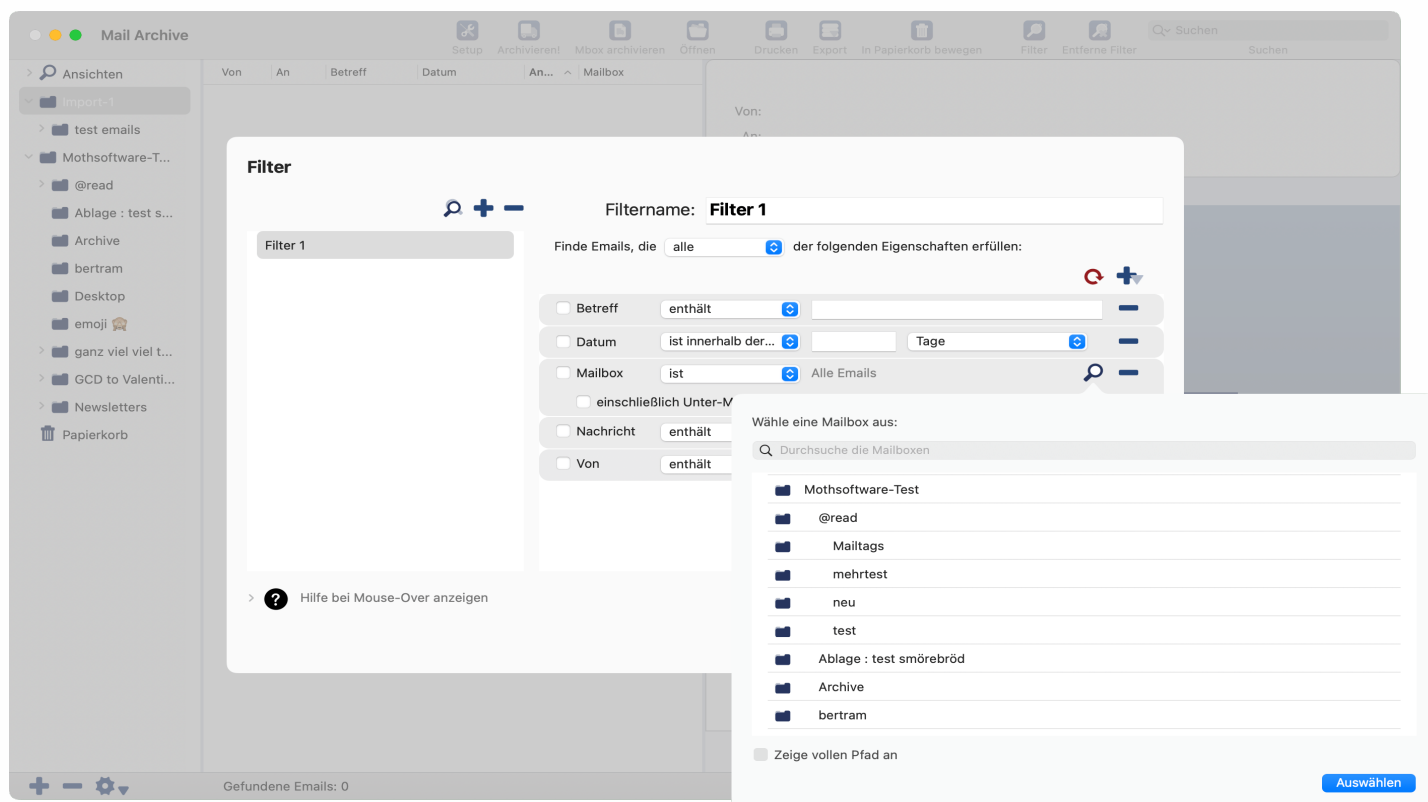 Mail Archive
Setup Archivieren! Mbox archivieren Öffnen Drucken Export In Papierkorb bewegen Filter Entferne Filter Suchen
Suchen
Ansichten
Import-1
test emails
Mothsoftware-T...
@read
Ablage : test s...
Archive
bertram
Desktop
emoji 🙊
ganz viel viel t...
GCD to Valenti...
Newsletters
Papierkorb
Von An Betreff Datum An... Mailbox
Von:
An:
Filter
Filter 1
Filtername: Filter 1
Finde Emails, die alle der folgenden Eigenschaften erfüllen:
Betreff enthält
Datum ist innerhalb der... Tage
Mailbox ist Alle Emails
einschließlich Unter-M
Nachricht enthält
Von enthält
? Hilfe bei Mouse-Over anzeigen
Wähle eine Mailbox aus:
Durchsuche die Mailboxen
Mothsoftware-Test
@read
Mailtags
mehrtest
neu
test
Ablage : test smörebröd
Archive
bertram
Zeige vollen Pfad an
Auswählen
Gefundene Emails: 0